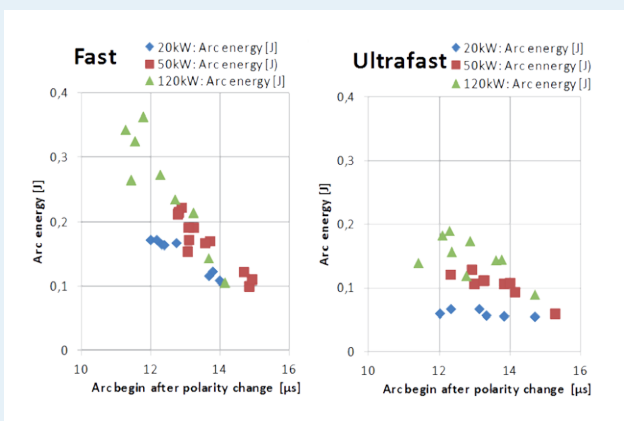 Fast
20kW: Arc energy [J]
50kW: Arc energy [J)
120kW: Arc energy [J]
0,4
0,3
0,2
0,1
0
Arc energy [J]
10 12 14 16
Arc begin after polarity change [µs]
Ultrafast
20kW: Arc energy [J]
50kW: Arc energy [J)
120kW: Arc energy [J]
0,4
0,3
0,2
0,1
0
Arc energy [J]
10 12 14 16
Arc begin after polarity change [µs]